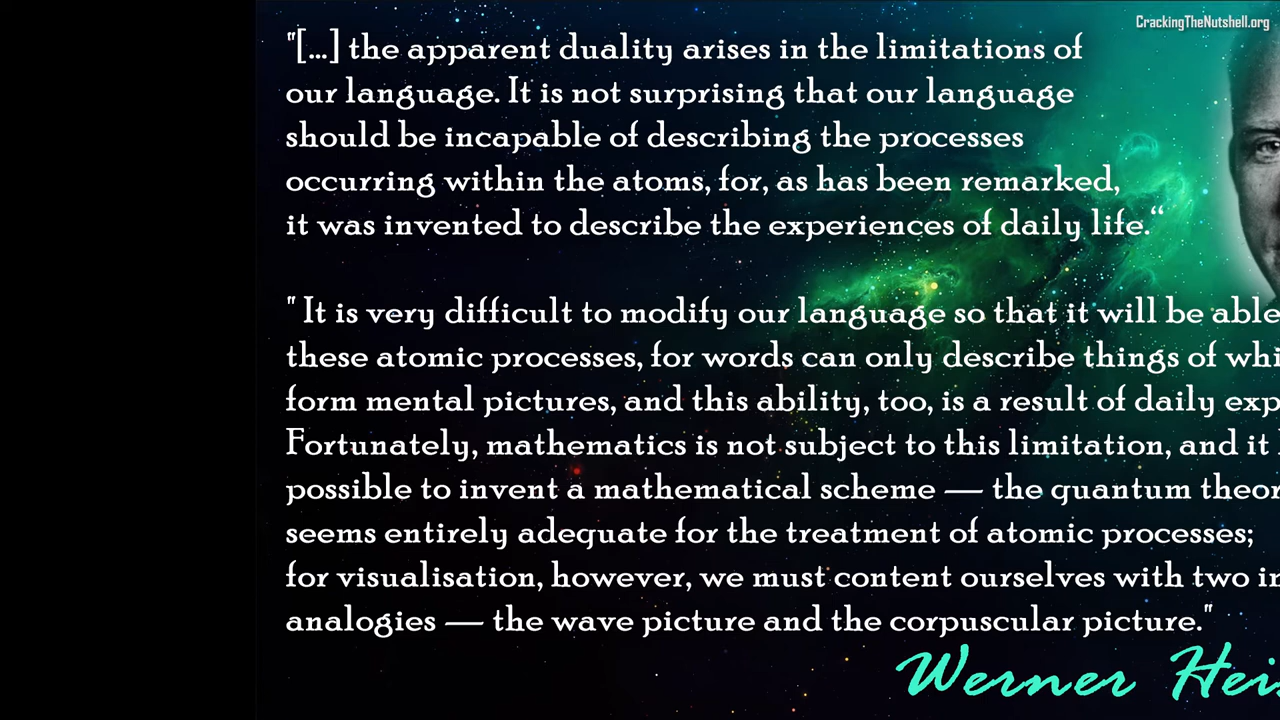 CrackingTheNutshell.org
"[...] the apparent duality arises in the limitations of
our language. It is not surprising that our language
should be incapable of describing the processes
occurring within the atoms, for, as has been remarked,
it was invented to describe the experiences of daily life.“
" It is very difficult to modify our language so that it will be able
these atomic processes, for words can only describe things of
form mental pictures, and this ability, too, is a result of daily
Fortunately, mathematics is not subject to this limitation, and it
possible to invent a mathematical scheme — the quantum
seems entirely adequate for the treatment of atomic processes;
for visualisation, however, we must content ourselves with two
analogies — the wave picture and the corpuscular picture."
Werner